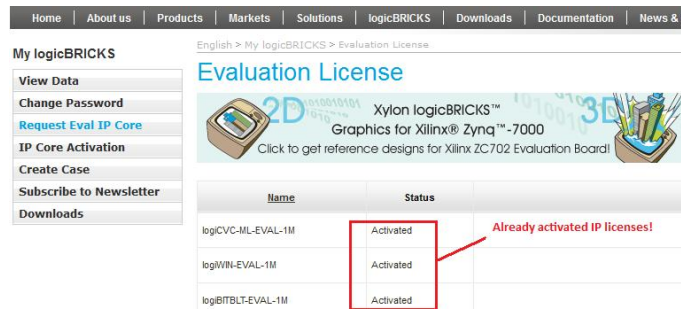 Home | About us | Products | Markets | Solutions | logicBRICKS | Downloads | Documentation | News &
My logicBRICKS
View Data
Change Password
Request Eval IP Core
IP Core Activation
Create Case
Subscribe to Newsletter
Downloads
English > My logicBRICKS > Evaluation License
Evaluation License
2D
3D
Xylon logicBRICKS™
Graphics for Xilinx® Zynq™-7000
Click to get reference designs for Xilinx ZC702 Evaluation Board!
Name Status
logiCVC-ML-EVAL-1M Activated
Already activated IP licenses!
logiWIN-EVAL-1M Activated
logiBITBLT-EVAL-1M Activated